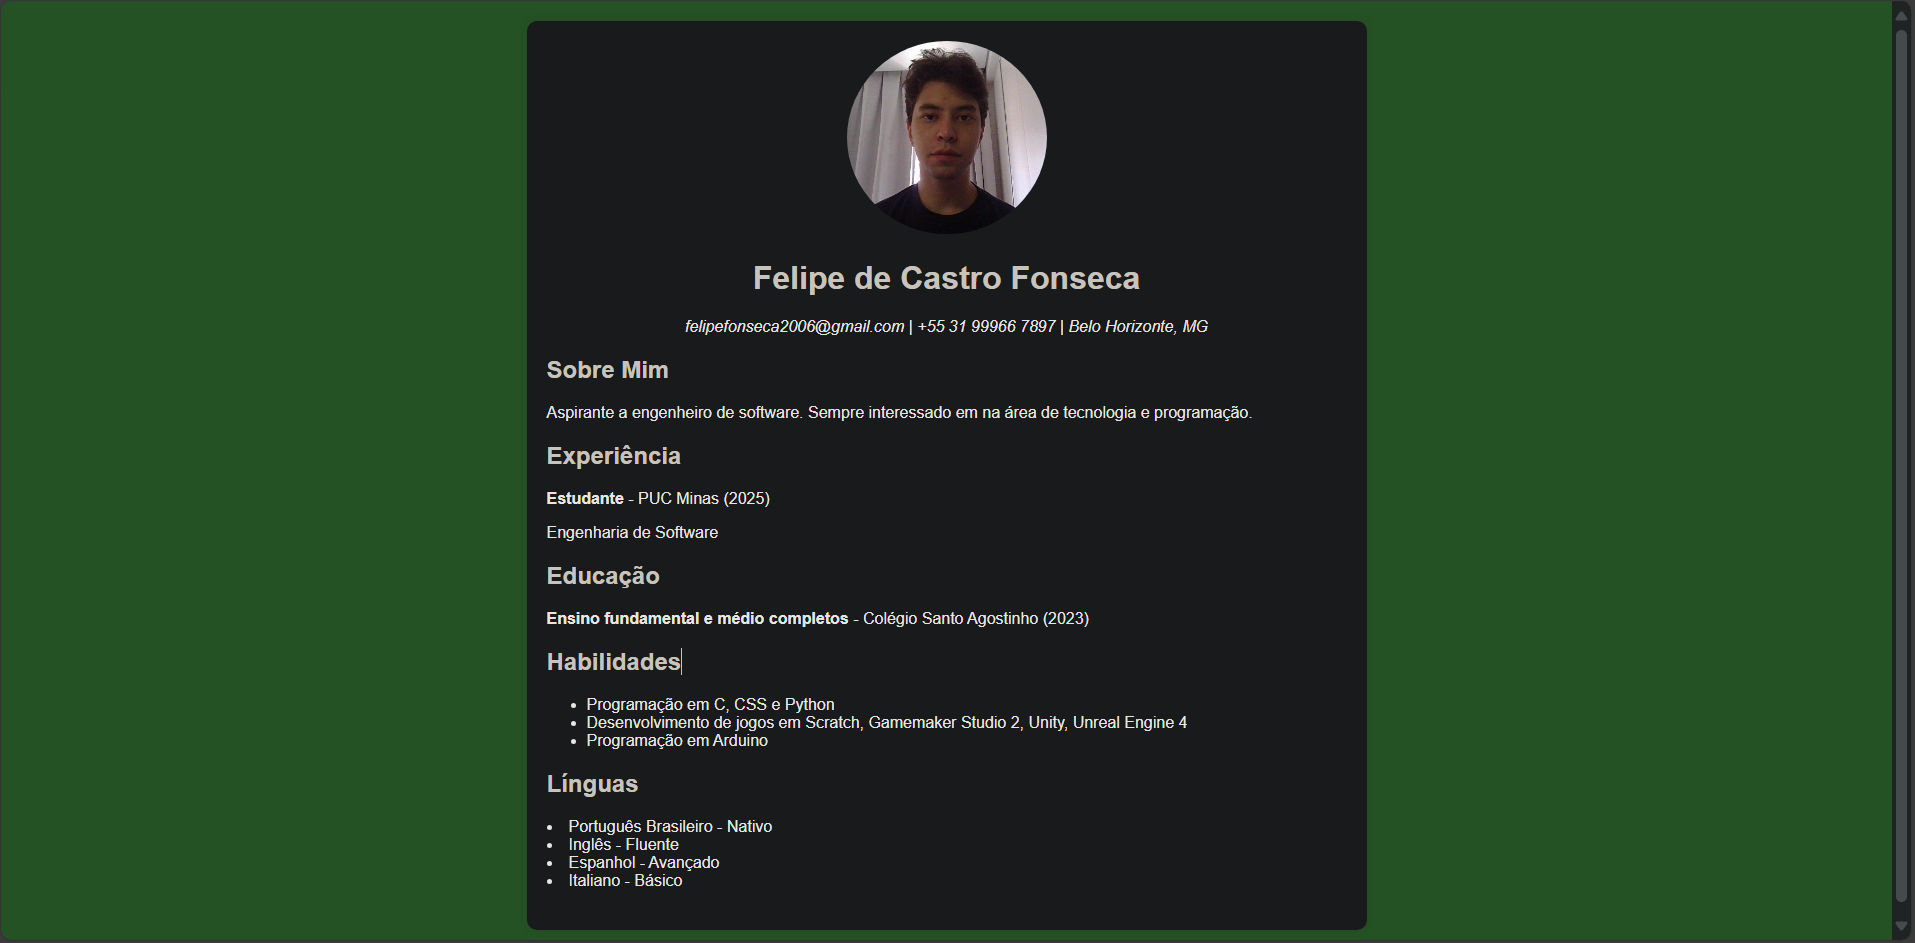 Felipe de Castro Fonseca
felipefonseca2006@gmail.com | +55 31 99966 7897 | Belo Horizonte, MG
Sobre Mim
Aspirante a engenheiro de software. Sempre interessado em na área de tecnologia e programação.
Experiência
Estudante - PUC Minas (2025)
Engenharia de Software
Educação
Ensino fundamental e médio completos - Colégio Santo Agostinho (2023)
Habilidades
• Programação em C, CSS e Python
• Desenvolvimento de jogos em Scratch, Gamemaker Studio 2, Unity, Unreal Engine 4
• Programação em Arduino
Línguas
• Português Brasileiro - Nativo
• Inglês - Fluente
• Espanhol - Avançado
• Italiano - Básico